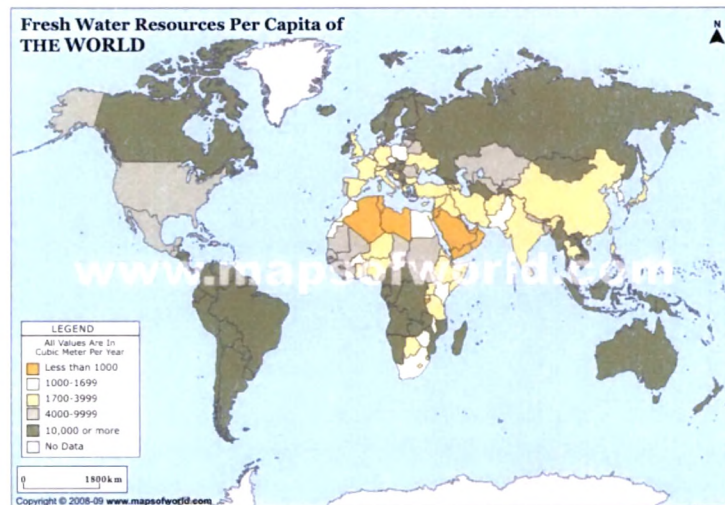 Fresh Water Resources Per Capita of
THE WORLD
N
www.mapsofworld.com
LEGEND
All Values Are In
Cubic Meter Per Year
Less than 1000
1000-1699
1700-3999
4000-9999
10,000 or more
No Data
0 1800km
Copyright © 2008-09 www.mapsofworld.com